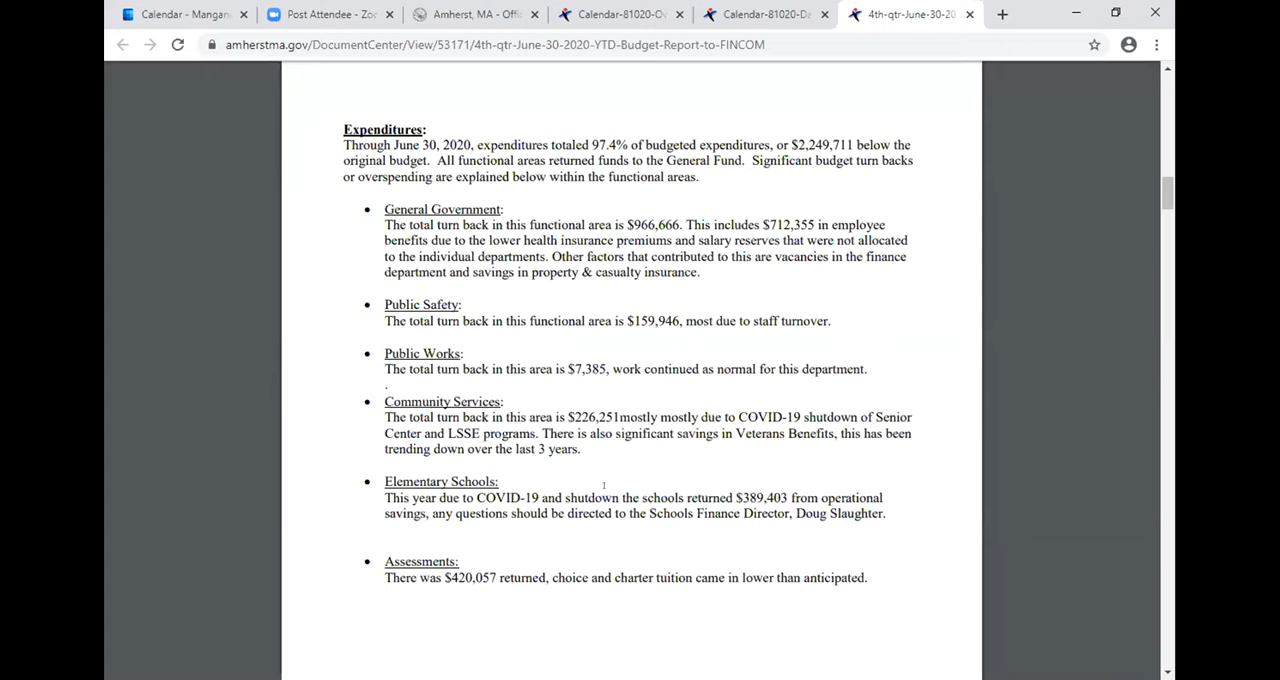 Calendar - Mangan
Post Attendee - Zoo
Amherst, MA - Offi
Calendar-81020-Ov
Calendar-81020-De
4th-qtr-June-30-20
amherstma.gov/DocumentCenter/View/53171/4th-qtr-June-30-2020-YTD-Budget-Report-to-FINCOM
Expenditures:
Through June 30, 2020, expenditures totaled 97.4% of budgeted expenditures, or $2,249,711 below the
original budget. All functional areas returned funds to the General Fund. Significant budget turn backs
or overspending are explained below within the functional areas.
• General Government:
The total turn back in this functional area is $966,666. This includes $712,355 in employee
benefits due to the lower health insurance premiums and salary reserves that were not allocated
to the individual departments. Other factors that contributed to this are vacancies in the finance
department and savings in property & casualty insurance.
• Public Safety:
The total turn back in this functional area is $159,946, most due to staff turnover.
• Public Works:
The total turn back in this area is $7,385, work continued as normal for this department.
.
• Community Services:
The total turn back in this area is $226,251mostly mostly due to COVID-19 shutdown of Senior
Center and LSSE programs. There is also significant savings in Veterans Benefits, this has been
trending down over the last 3 years.
• Elementary Schools:
This year due to COVID-19 and shutdown the schools returned $389,403 from operational
savings, any questions should be directed to the Schools Finance Director, Doug Slaughter.
• Assessments:
There was $420,057 returned, choice and charter tuition came in lower than anticipated.